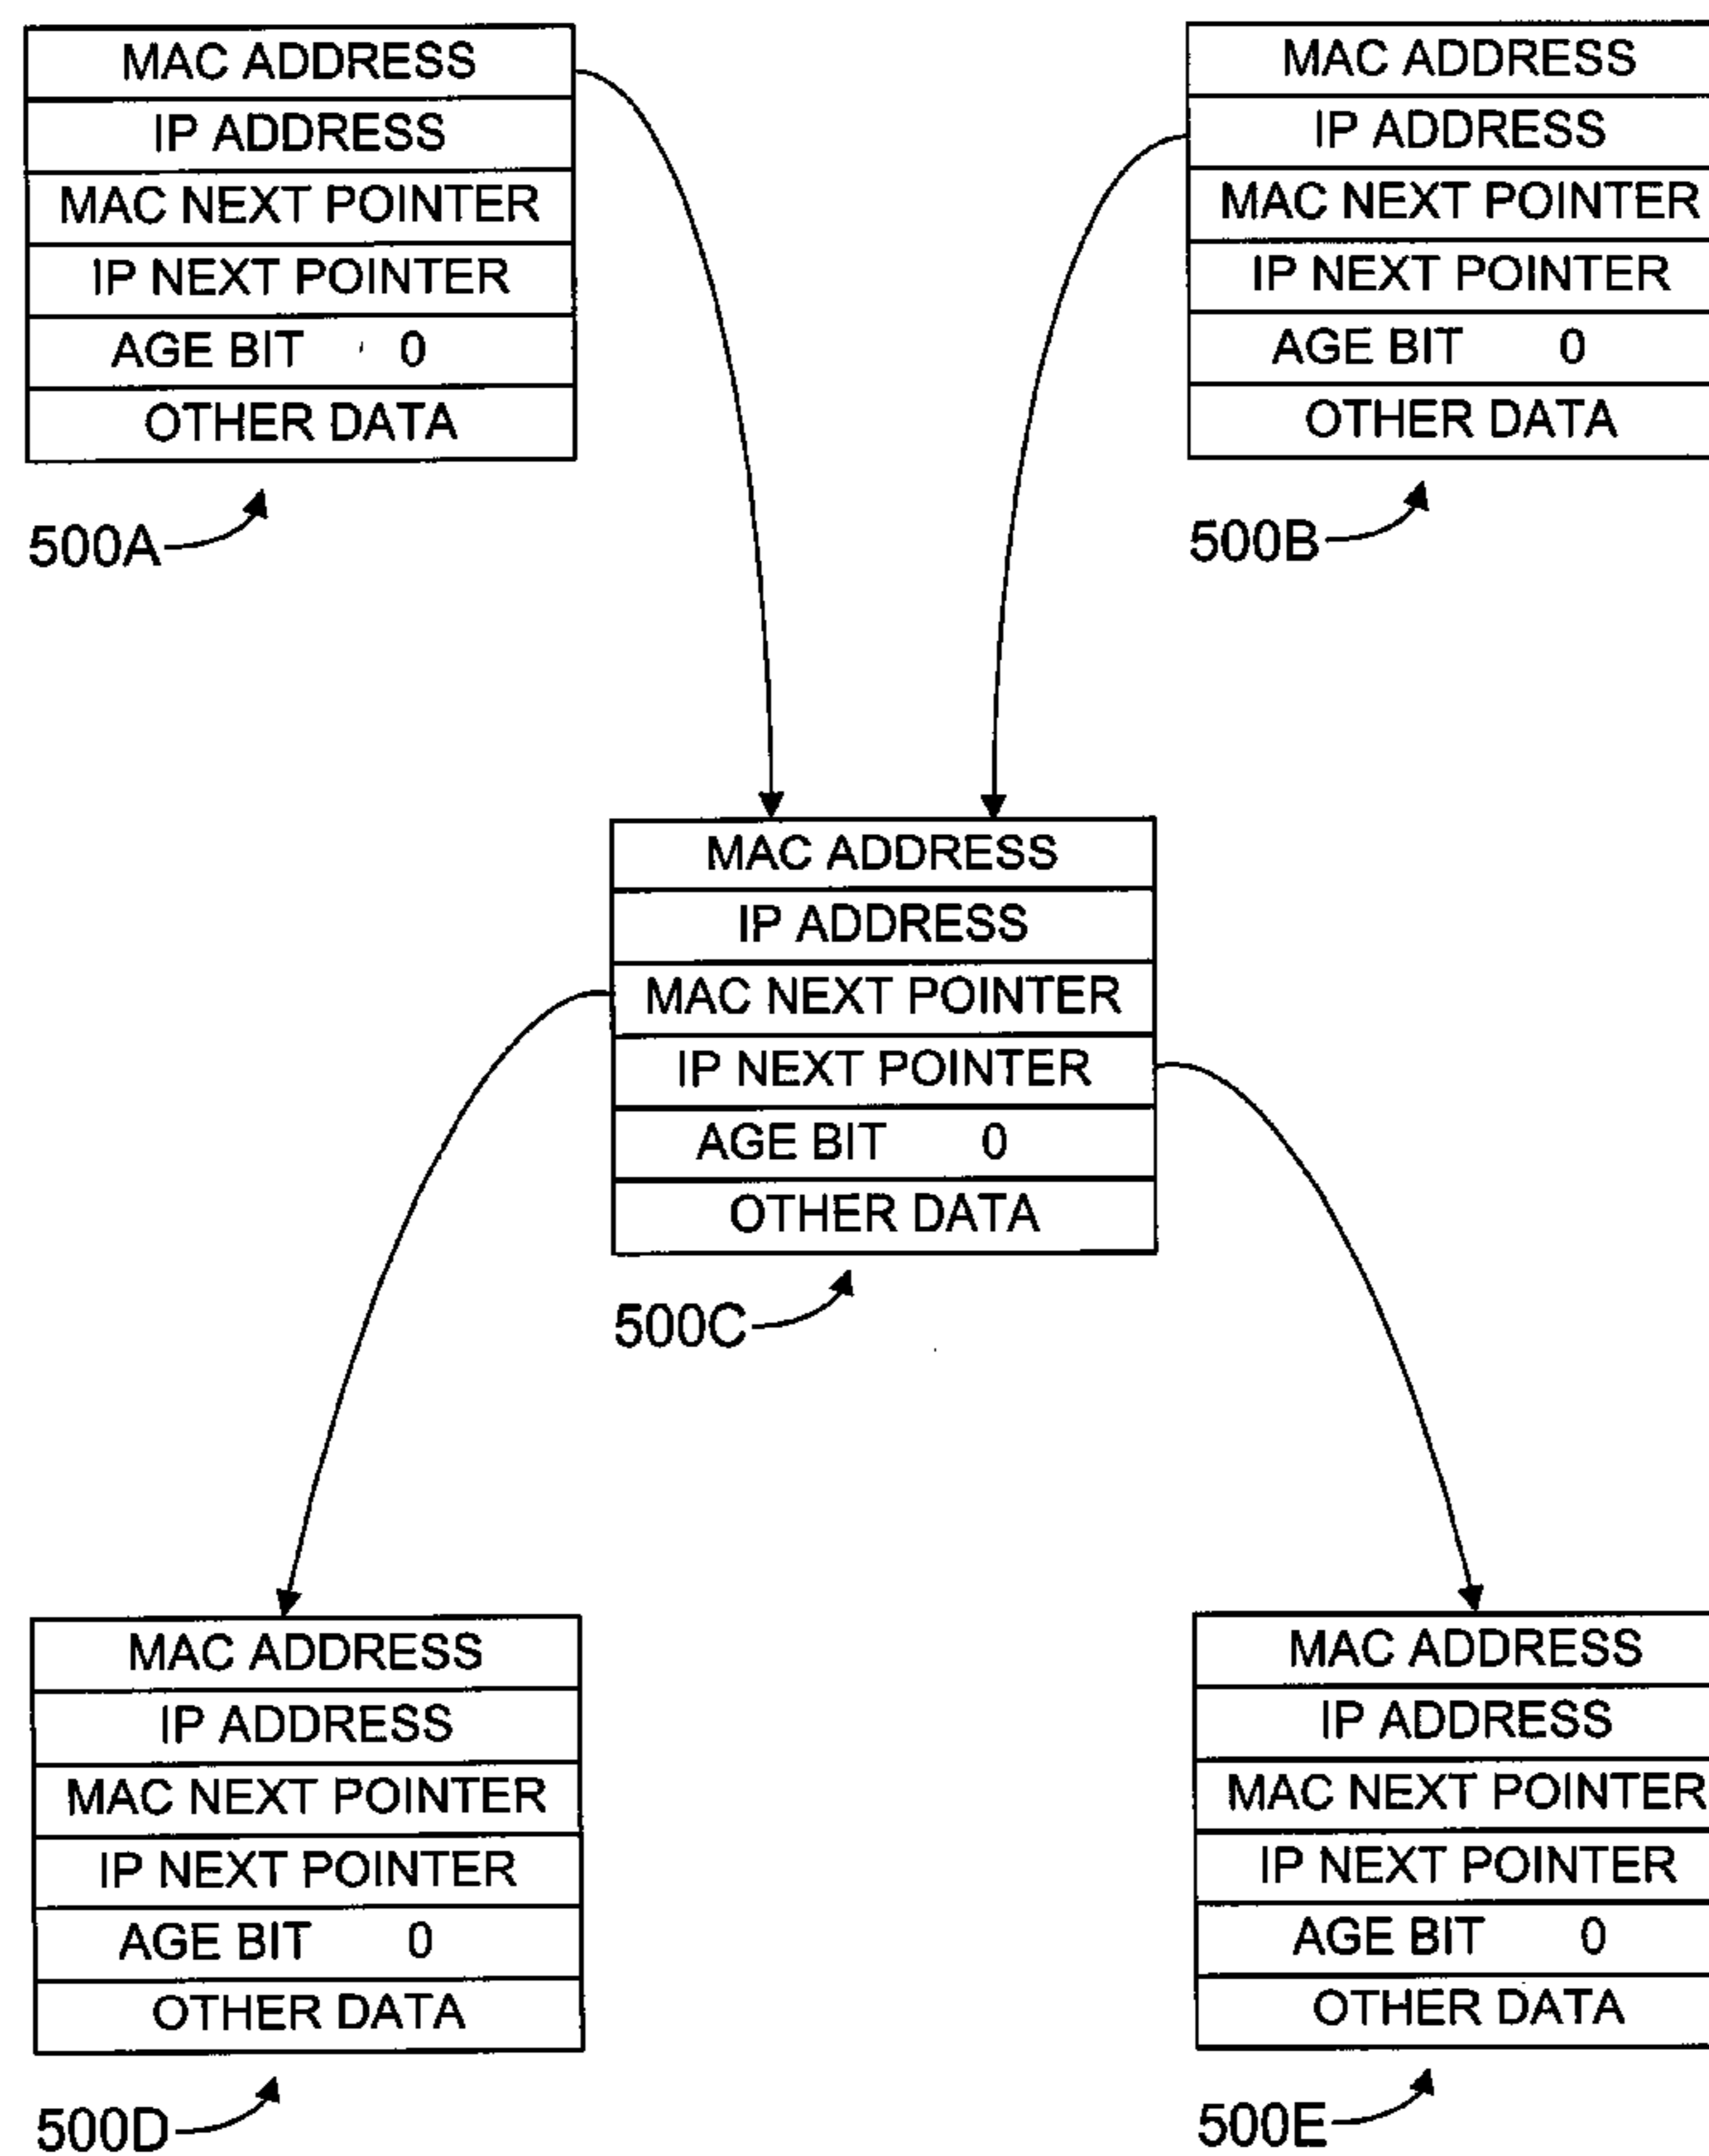 MAC ADDRESS
IP ADDRESS
MAC NEXT POINTER
IP NEXT POINTER
AGE BIT 0
OTHER DATA
500A
MAC ADDRESS
IP ADDRESS
MAC NEXT POINTER
IP NEXT POINTER
AGE BIT 0
OTHER DATA
500B
MAC ADDRESS
IP ADDRESS
MAC NEXT POINTER
IP NEXT POINTER
AGE BIT 0
OTHER DATA
500C
MAC ADDRESS
IP ADDRESS
MAC NEXT POINTER
IP NEXT POINTER
AGE BIT 0
OTHER DATA
500D
MAC ADDRESS
IP ADDRESS
MAC NEXT POINTER
IP NEXT POINTER
AGE BIT 0
OTHER DATA
500E